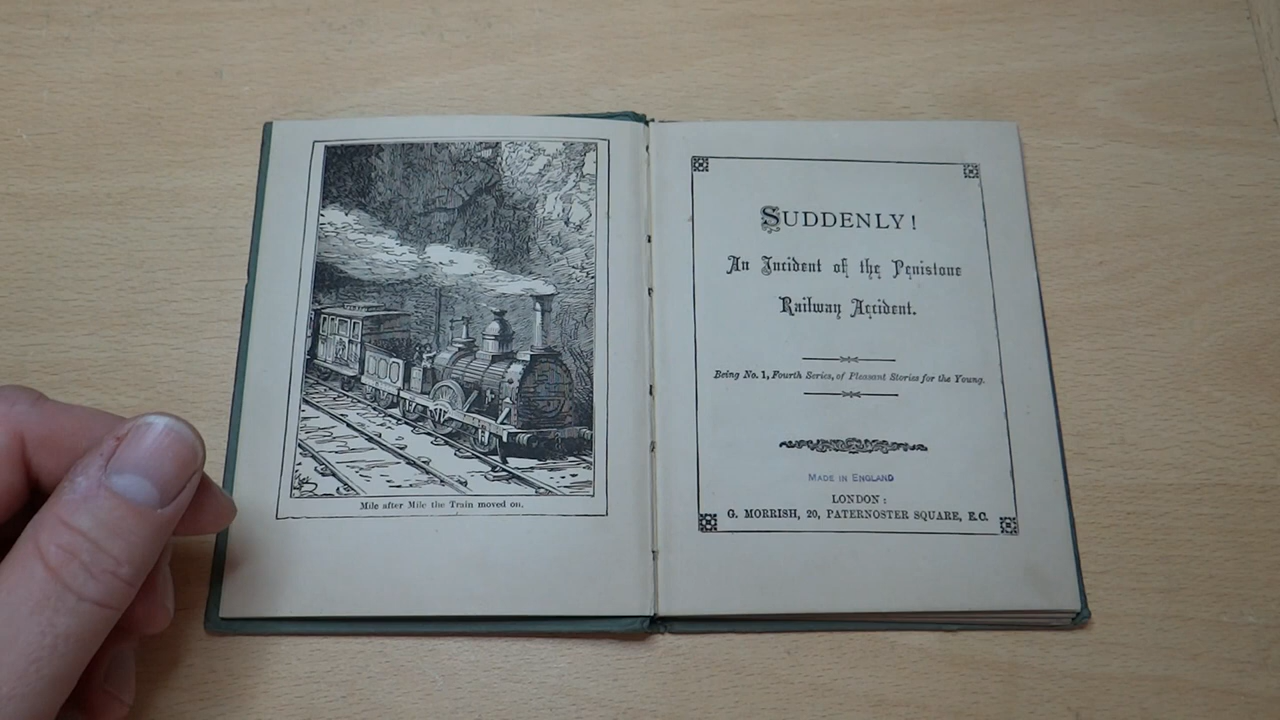 Mile after Mile the Train moved on.
SUDDENLY!
An Incident of the Penistone
Railway Accident.
Being No. 1, Fourth Series, of Pleasant Stories for the Young.
MADE IN ENGLAND
LONDON:
G. MORRISH, 20, PATERNOSTER SQUARE, E.C.